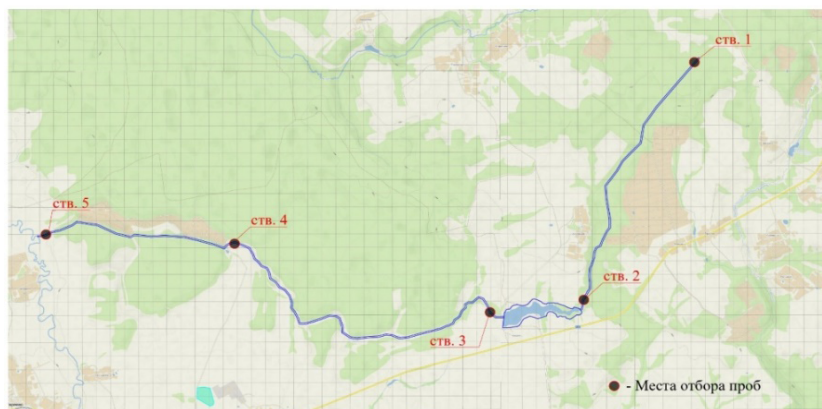 ств. 1
ств. 5
ств. 4
ств. 2
ств. 3
- Места отбора проб